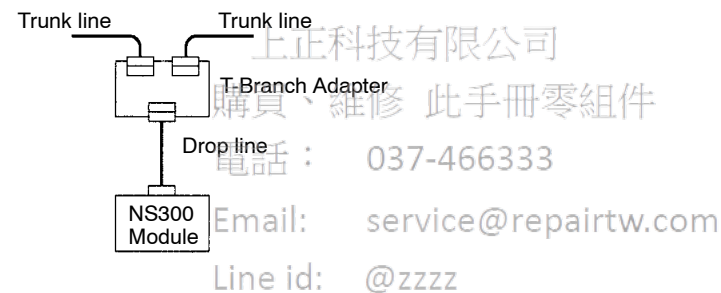 Trunk line
Trunk line
上正科技有限公司
T-Branch Adapter
購買、維修 此手冊零組件
Drop line
電話： 037-466333
NS300
Module
Email: service@repairtw.com
Line id: @zzzz